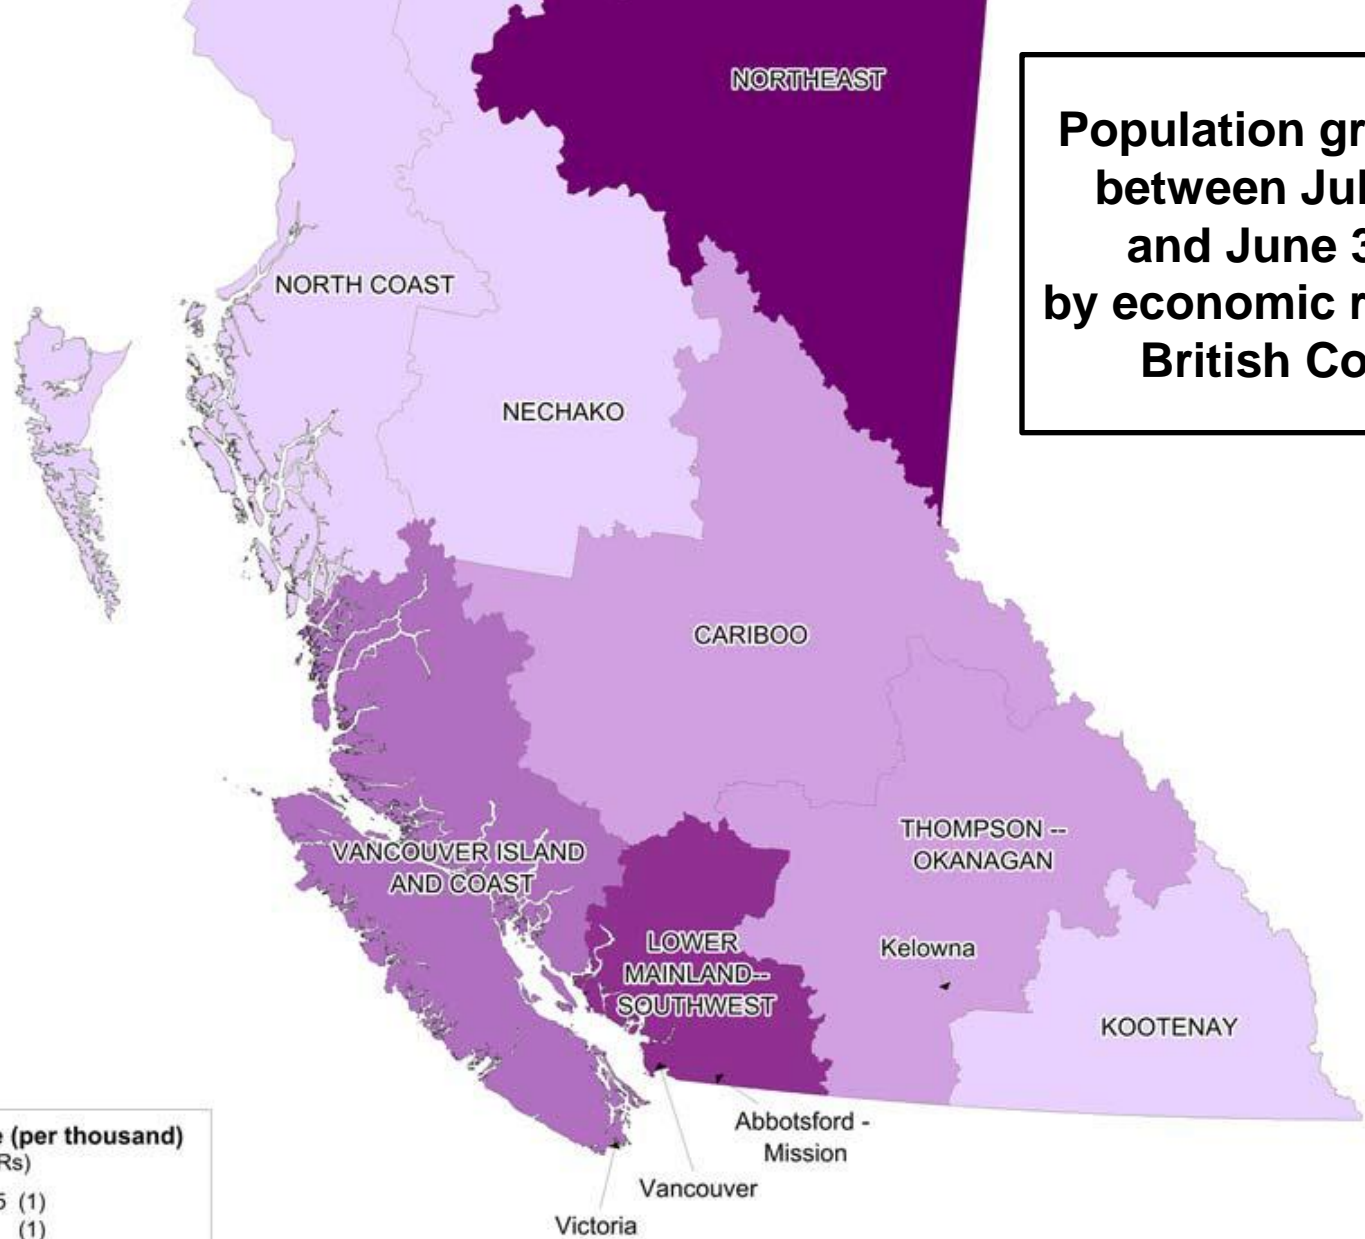 NORTHEAST
Population gr
between Jul
and June 3
by economic r
British Co
NORTH COAST
NECHAKO
CARIBOO
THOMPSON --
OKANAGAN
VANCOUVER ISLAND
AND COAST
LOWER
MAINLAND--
SOUTHWEST
Kelowna
KOOTENAY
Abbotsford -
Mission
Vancouver
Victoria
e (per thousand)
Rs)
5 (1)
(1)